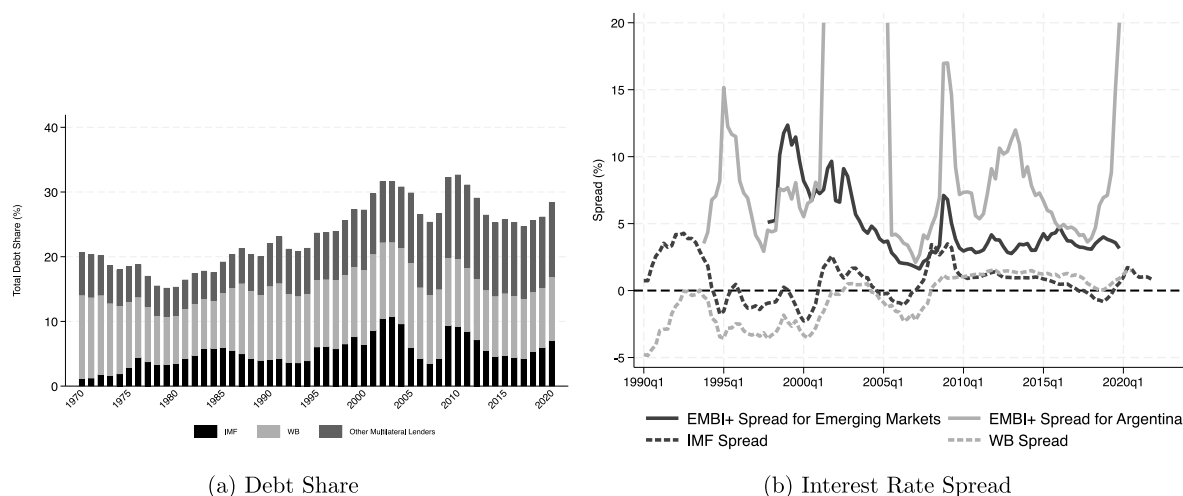 Total Debt Share (%)
40
30
20
10
0
1970 1975 1980 1985 1990 1995 2000 2005 2010 2015 2020
IMF WB Other Multilateral Lenders
(a) Debt Share
Spread (%)
20
15
10
5
0
-5
1990q1 1995q1 2000q1 2005q1 2010q1 2015q1 2020q1
EMBI+ Spread for Emerging Markets EMBI+ Spread for Argentina
IMF Spread WB Spread
(b) Interest Rate Spread